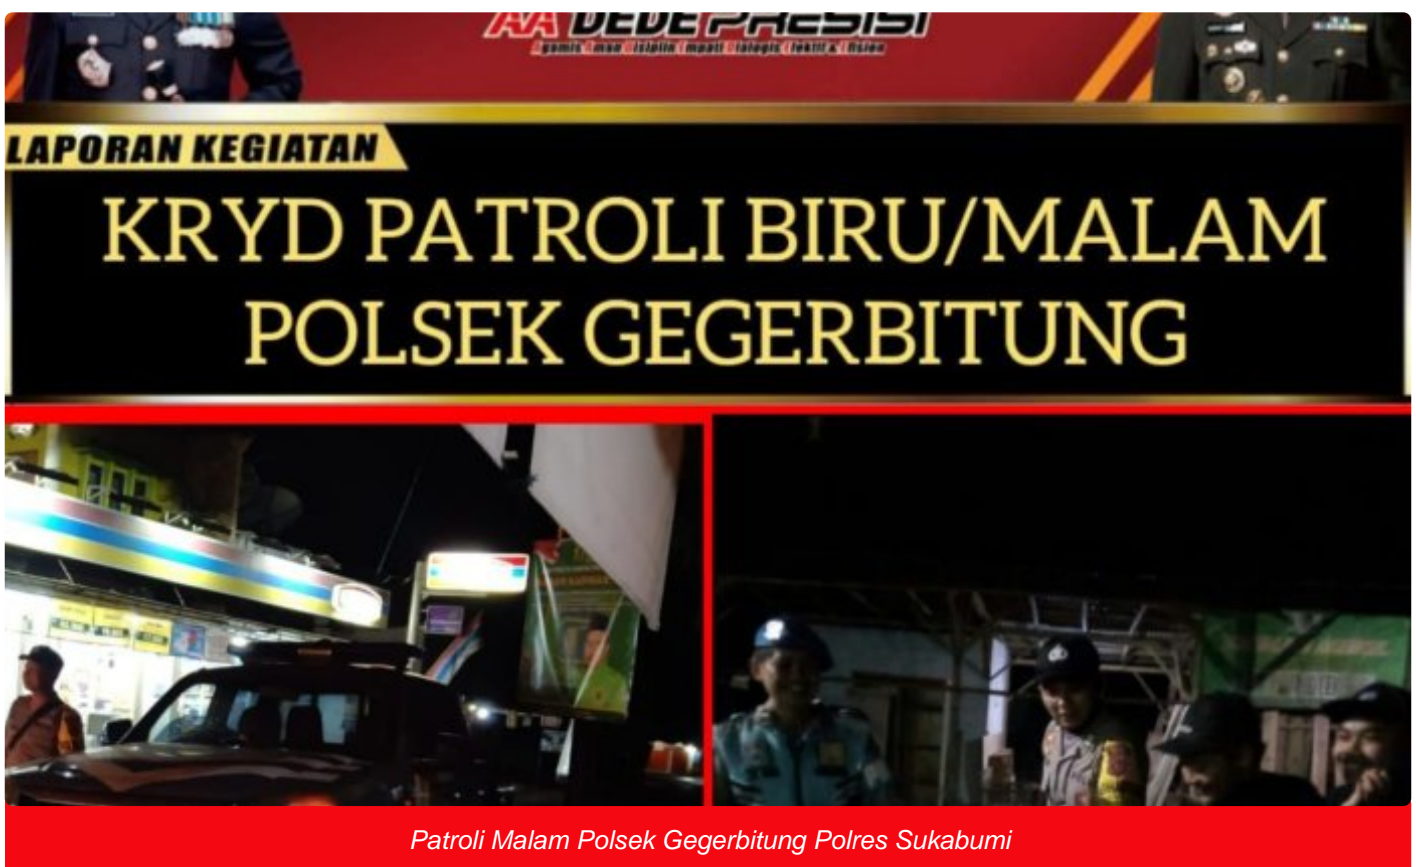 AA DEDE PRESISI
LAPORAN KEGIATAN
KRYD PATROLI BIRU/MALAM
POLSEK GEGERBITUNG
Patroli Malam Polsek Gegerbitung Polres Sukabumi